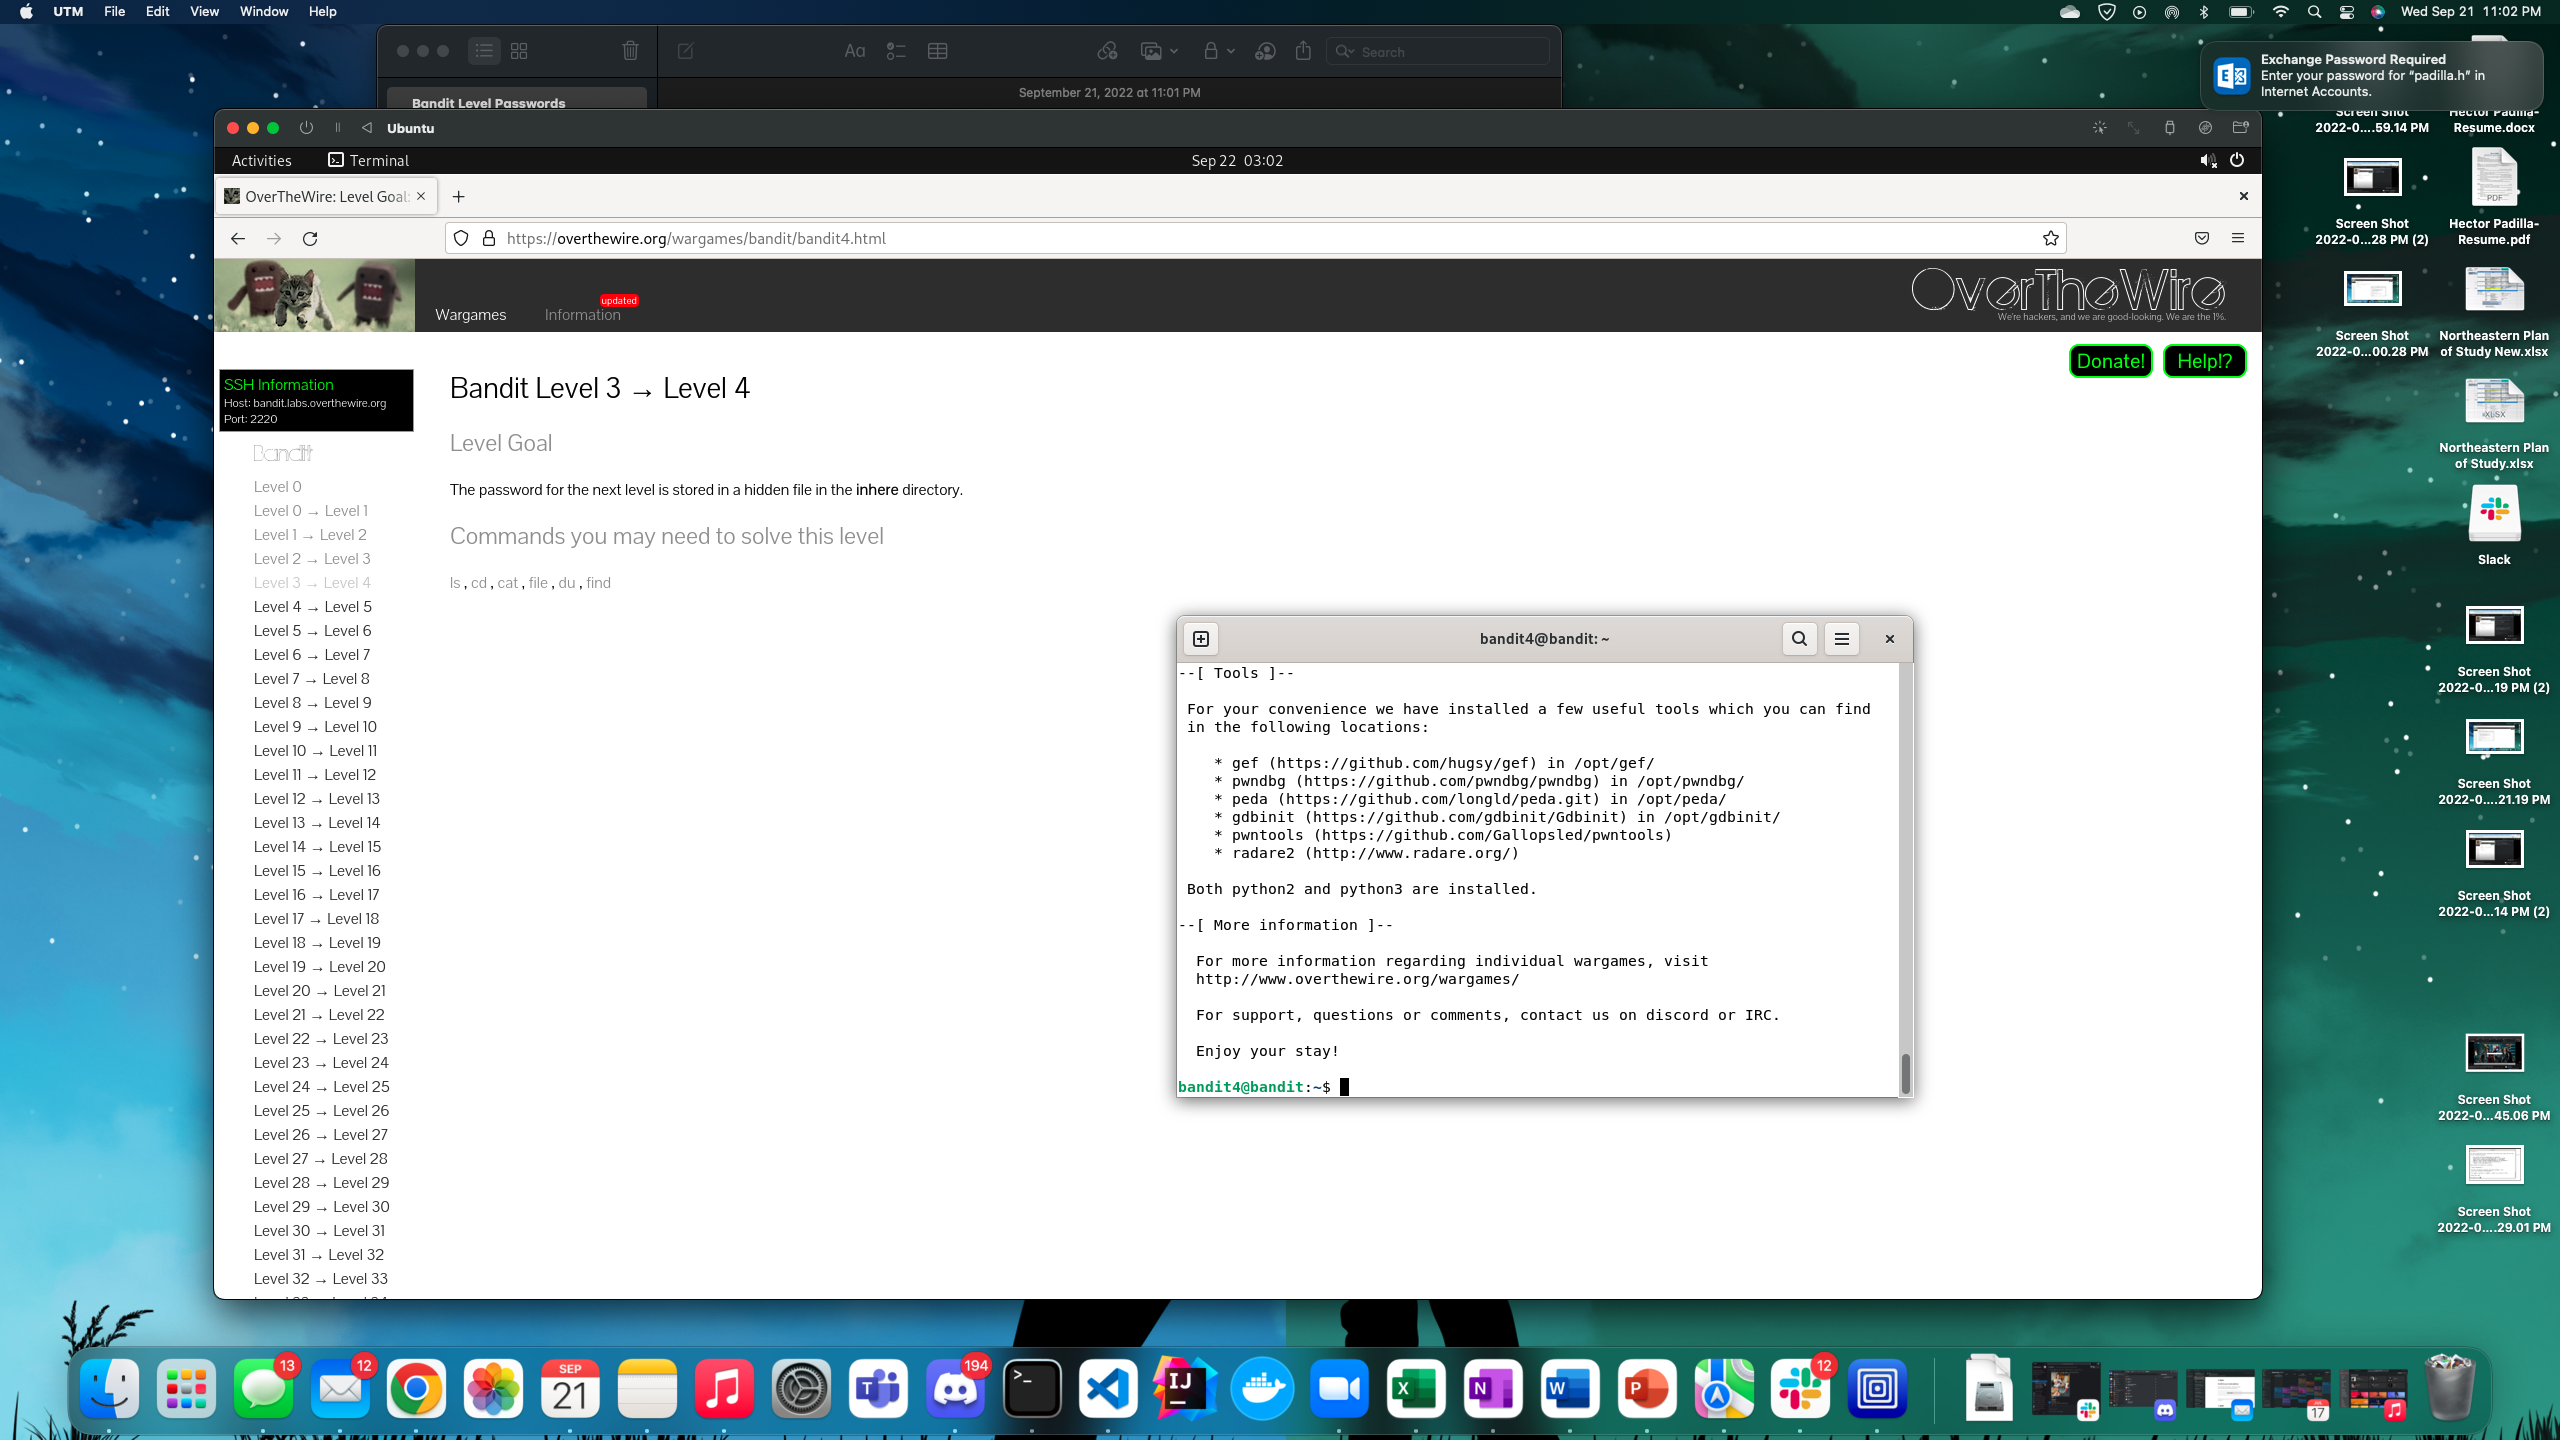 UTM File Edit View Window Help
Wed Sep 21 11:02 PM
Exchange Password Required
Enter your password for “padilla.h” in
Internet Accounts.
Aa
Search
Bandit Level Passwords
September 21, 2022 at 11:01 PM
Ubuntu
Activities
Terminal
Sep 22 03:02
OverTheWire: Level Goal:
https://overthewire.org/wargames/bandit/bandit4.html
Wargames
Information
updated
OverTheWire
We're hackers, and we are good-looking. We are the 1%.
Donate!
Help!?
SSH Information
Host: bandit.labs.overthewire.org
Port: 2220
Bandit
Level 0
Level 0 → Level 1
Level 1 → Level 2
Level 2 → Level 3
Level 3 → Level 4
Level 4 → Level 5
Level 5 → Level 6
Level 6 → Level 7
Level 7 → Level 8
Level 8 → Level 9
Level 9 → Level 10
Level 10 → Level 11
Level 11 → Level 12
Level 12 → Level 13
Level 13 → Level 14
Level 14 → Level 15
Level 15 → Level 16
Level 16 → Level 17
Level 17 → Level 18
Level 18 → Level 19
Level 19 → Level 20
Level 20 → Level 21
Level 21 → Level 22
Level 22 → Level 23
Level 23 → Level 24
Level 24 → Level 25
Level 25 → Level 26
Level 26 → Level 27
Level 27 → Level 28
Level 28 → Level 29
Level 29 → Level 30
Level 30 → Level 31
Level 31 → Level 32
Level 32 → Level 33
Bandit Level 3 → Level 4
Level Goal
The password for the next level is stored in a hidden file in the inhere directory.
Commands you may need to solve this level
ls , cd , cat , file , du , find
bandit4@bandit: ~
--[ Tools ]--
For your convenience we have installed a few useful tools which you can find
in the following locations:
* gef (https://github.com/hugsy/gef) in /opt/gef/
* pwndbg (https://github.com/pwndbg/pwndbg) in /opt/pwndbg/
* peda (https://github.com/longld/peda.git) in /opt/peda/
* gdbinit (https://github.com/gdbinit/Gdbinit) in /opt/gdbinit/
* pwntools (https://github.com/Gallopsled/pwntools)
* radare2 (http://www.radare.org/)
Both python2 and python3 are installed.
--[ More information ]--
For more information regarding individual wargames, visit
http://www.overthewire.org/wargames/
For support, questions or comments, contact us on discord or IRC.
Enjoy your stay!
bandit4@bandit:~$
Screen Shot
2022-0....59.14 PM
Hector Padilla-
Resume.docx
Screen Shot
2022-0...28 PM (2)
PDF
Hector Padilla-
Resume.pdf
Screen Shot
2022-0...00.28 PM
Northeastern Plan
of Study New.xlsx
XLSX
Northeastern Plan
of Study.xlsx
Slack
Screen Shot
2022-0...19 PM (2)
Screen Shot
2022-0....21.19 PM
Screen Shot
2022-0...14 PM (2)
Screen Shot
2022-0...45.06 PM
Screen Shot
2022-0....29.01 PM
13
12
SEP
21
194
>_
IJ
X
N
W
P
12
17